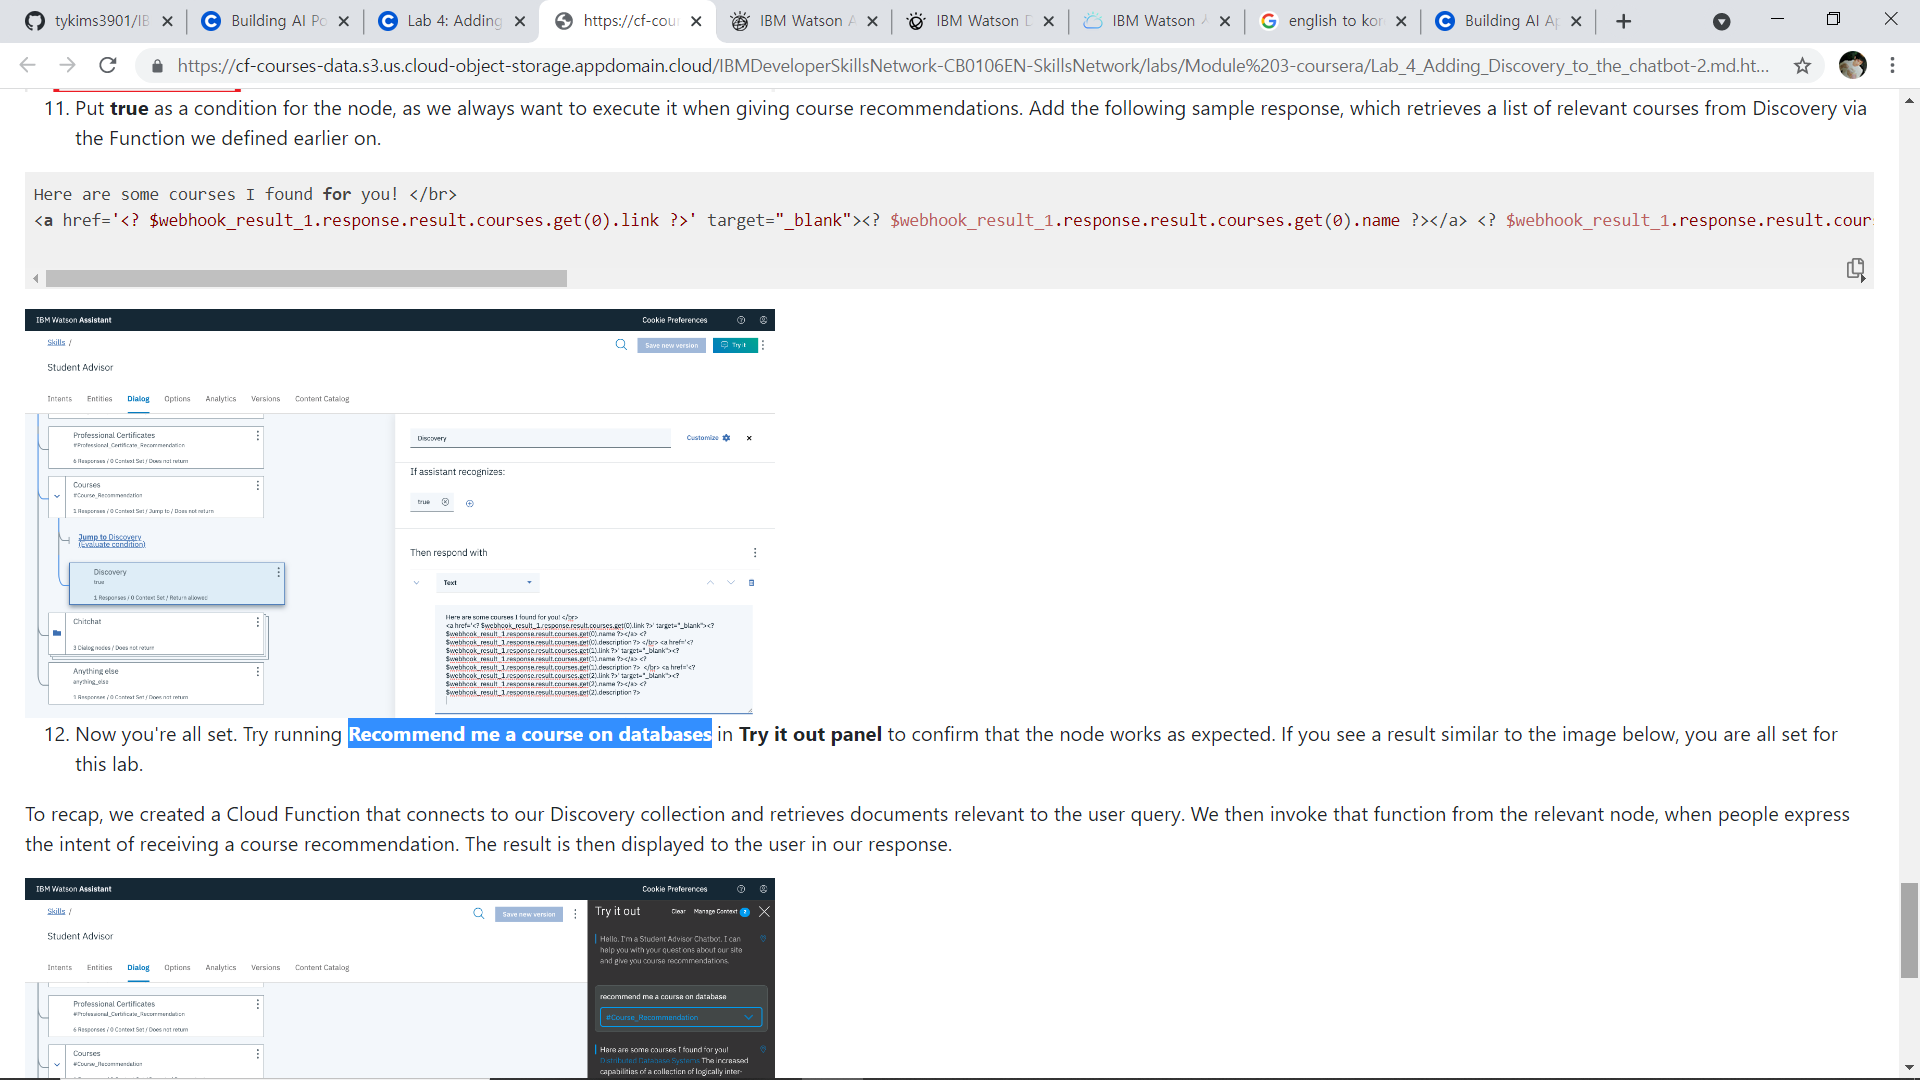 tykims3901/IB
Building AI Po
Lab 4: Adding
https://cf-cou
IBM Watson A
IBM Watson D
IBM Watson
english to kor
Building AI Ap
https://cf-courses-data.s3.us.cloud-object-storage.appdomain.cloud/IBMDeveloperSkillsNetwork-CB0106EN-SkillsNetwork/labs/Module%203-coursera/Lab_4_Adding_Discovery_to_the_chatbot-2.md.ht...
11. Put true as a condition for the node, as we always want to execute it when giving course recommendations. Add the following sample response, which retrieves a list of relevant courses from Discovery via
the Function we defined earlier on.
Here are some courses I found for you! </br>
<a href='<? $webhook_result_1.response.result.courses.get(0).link ?>' target="_blank"><? $webhook_result_1.response.result.courses.get(0).name ?></a> <? $webhook_result_1.response.result.cour
IBM Watson Assistant
Cookie Preferences
Skills /
Save new version
Try it
Student Advisor
Intents Entities Dialog Options Analytics Versions Content Catalog
Professional Certificates
#Professional_Certificate_Recommendation
6 Responses / 0 Context Set / Does not return
Courses
#Course_Recommendation
1 Responses / 0 Context Set / Jump to / Does not return
Jump to Discovery
(Evaluate condition)
Discovery
true
1 Responses / 0 Context Set / Return allowed
Chitchat
3 Dialog nodes / Does not return
Anything else
anything_else
1 Responses / 0 Context Set / Does not return
Discovery
Customize
If assistant recognizes:
true
Then respond with
Text
Here are some courses I found for you! </br>
<a href='<? $webhook_result_1.response.result.courses.get(0).link ?>' target="_blank"><?
$webhook_result_1.response.result.courses.get(0).name ?></a> <?
$webhook_result_1.response.result.courses.get(0).description ?> </br> <a href='<?
$webhook_result_1.response.result.courses.get(1).link ?>' target="_blank"><?
$webhook_result_1.response.result.courses.get(1).name ?></a> <?
$webhook_result_1.response.result.courses.get(1).description ?> </br> <a href='<?
$webhook_result_1.response.result.courses.get(2).link ?>' target="_blank"><?
$webhook_result_1.response.result.courses.get(2).name ?></a> <?
$webhook_result_1.response.result.courses.get(2).description ?>
12. Now you're all set. Try running Recommend me a course on databases in Try it out panel to confirm that the node works as expected. If you see a result similar to the image below, you are all set for
this lab.
To recap, we created a Cloud Function that connects to our Discovery collection and retrieves documents relevant to the user query. We then invoke that function from the relevant node, when people express
the intent of receiving a course recommendation. The result is then displayed to the user in our response.
IBM Watson Assistant
Cookie Preferences
Skills /
Save new version
Student Advisor
Intents Entities Dialog Options Analytics Versions Content Catalog
Professional Certificates
#Professional_Certificate_Recommendation
6 Responses / 0 Context Set / Does not return
Courses
#Course_Recommendation
Try it out
Clear
Manage Context
Hello. I'm a Student Advisor Chatbot. I can
help you with your questions about our site
and give you course recommendations.
recommend me a course on database
#Course_Recommendation
Here are some courses I found for you!
Distributed Database Systems The increased
capabilities of a collection of logically inter-